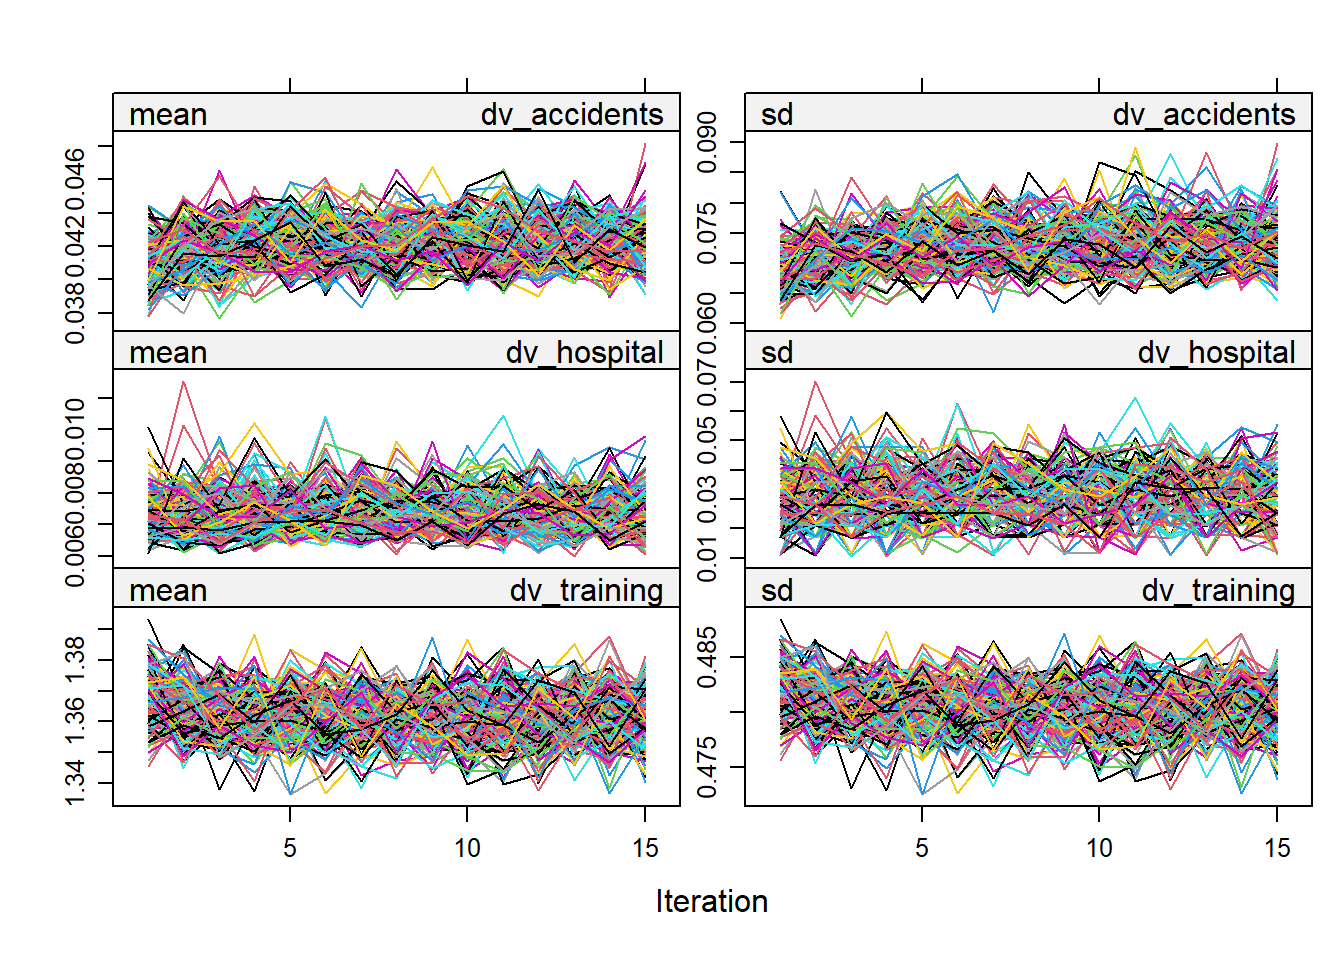 mean dv_accidents sd dv_accidents
0.038 0.042 0.046
0.060 0.075 0.090
mean dv_hospital sd dv_hospital
0.006 0.008 0.010
0.01 0.03 0.05 0.07
mean dv_training sd dv_training
1.34 1.36 1.38
0.475 0.485
5 10 15 5 10 15
Iteration